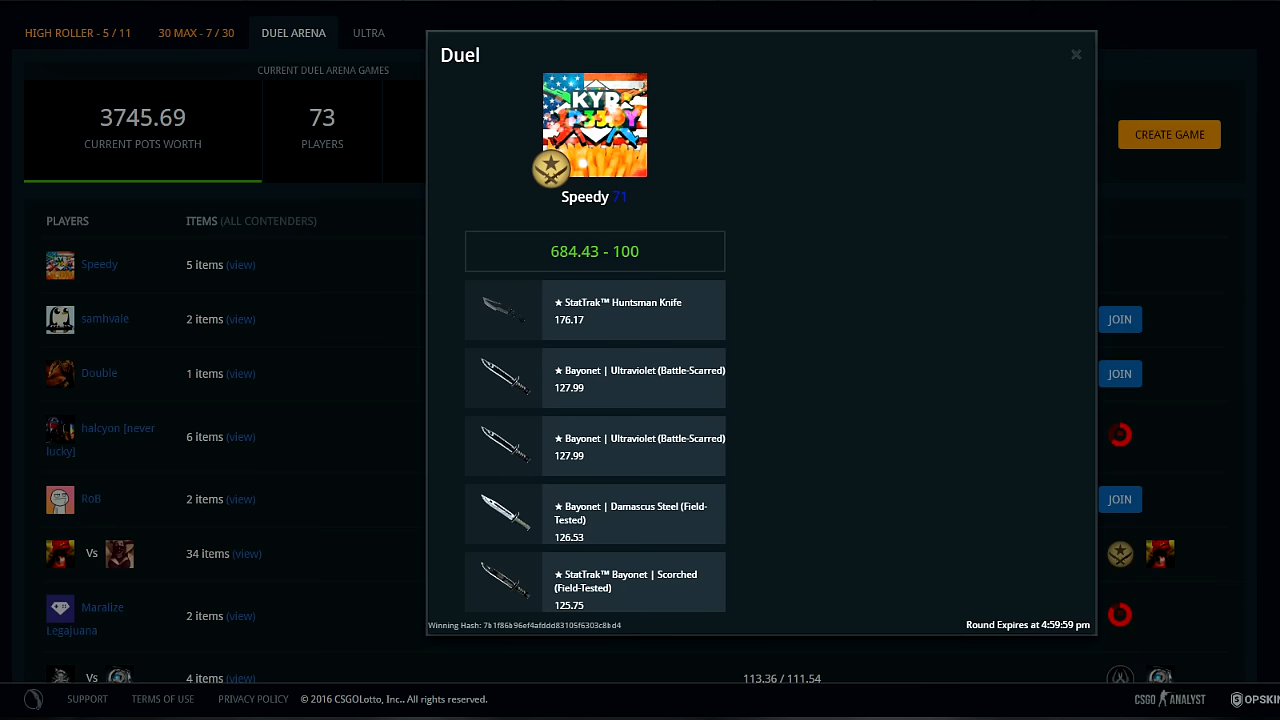 HIGH ROLLER - 5 / 11
30 MAX - 7 / 30
DUEL ARENA
ULTRA
CURRENT DUEL ARENA GAMES
3745.69
CURRENT POTS WORTH
73
PLAYERS
CREATE GAME
PLAYERS
ITEMS (ALL CONTENDERS)
Speedy
5 items (view)
samhvale
2 items (view)
JOIN
Double
1 items (view)
JOIN
halcyon [never
lucky]
6 items (view)
RoB
2 items (view)
JOIN
Vs
34 items (view)
Maralize
Legajuana
2 items (view)
Vs
4 items (view)
113.36 / 111.54
Duel
×
KYR
Speedy 71
684.43 - 100
★ StatTrak™ Huntsman Knife
176.17
★ Bayonet | Ultraviolet (Battle-Scarred)
127.99
★ Bayonet | Ultraviolet (Battle-Scarred)
127.99
★ Bayonet | Damascus Steel (Field-
Tested)
126.53
★ StatTrak™ Bayonet | Scorched
(Field-Tested)
125.75
Winning Hash: 7b1f86b96ef4afddd83105f6303c8bd4
Round Expires at 4:59:59 pm
SUPPORT
TERMS OF USE
PRIVACY POLICY
© 2016 CSGOLotto, Inc.. All rights reserved.
CSGO ANALYST
OPSKIN